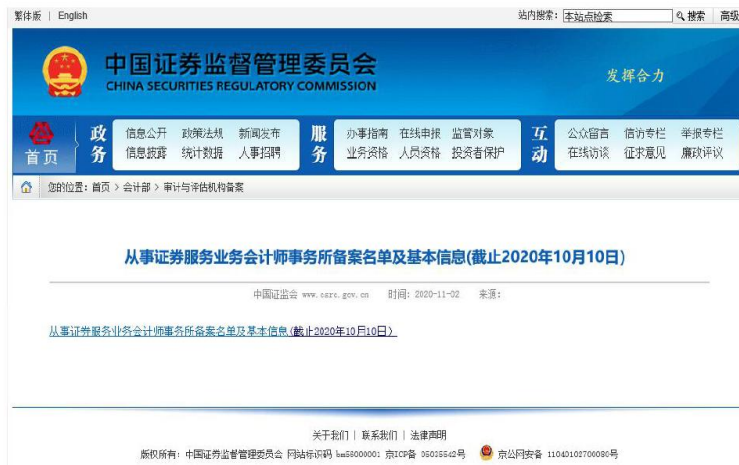 繁体版 | English 站内搜索: 本站点检索 搜索 高级
中国证券监督管理委员会
CHINA SECURITIES REGULATORY COMMISSION
发挥合力
首页 政务 信息公开 政策法规 新闻发布 服务 办事指南 在线申报 监管对象 互动 公众留言 信访专栏 举报专栏
信息披露 统计数据 人事招聘 业务资格 人员资格 投资者保护 在线访谈 征求意见 廉政评议
您的位置: 首页 > 会计部 > 审计与评估机构备案
从事证券服务业务会计师事务所备案名单及基本信息(截止2020年10月10日)
中国证监会 www.csrc.gov.cn 时间: 2020-11-02 来源:
从事证券服务业务会计师事务所备案名单及基本信息(截止2020年10月10日)
关于我们 | 联系我们 | 法律声明
版权所有: 中国证券监督管理委员会 网站标识码 bm56000001 京ICP备 05035542号 京公网安备 11040102700080号